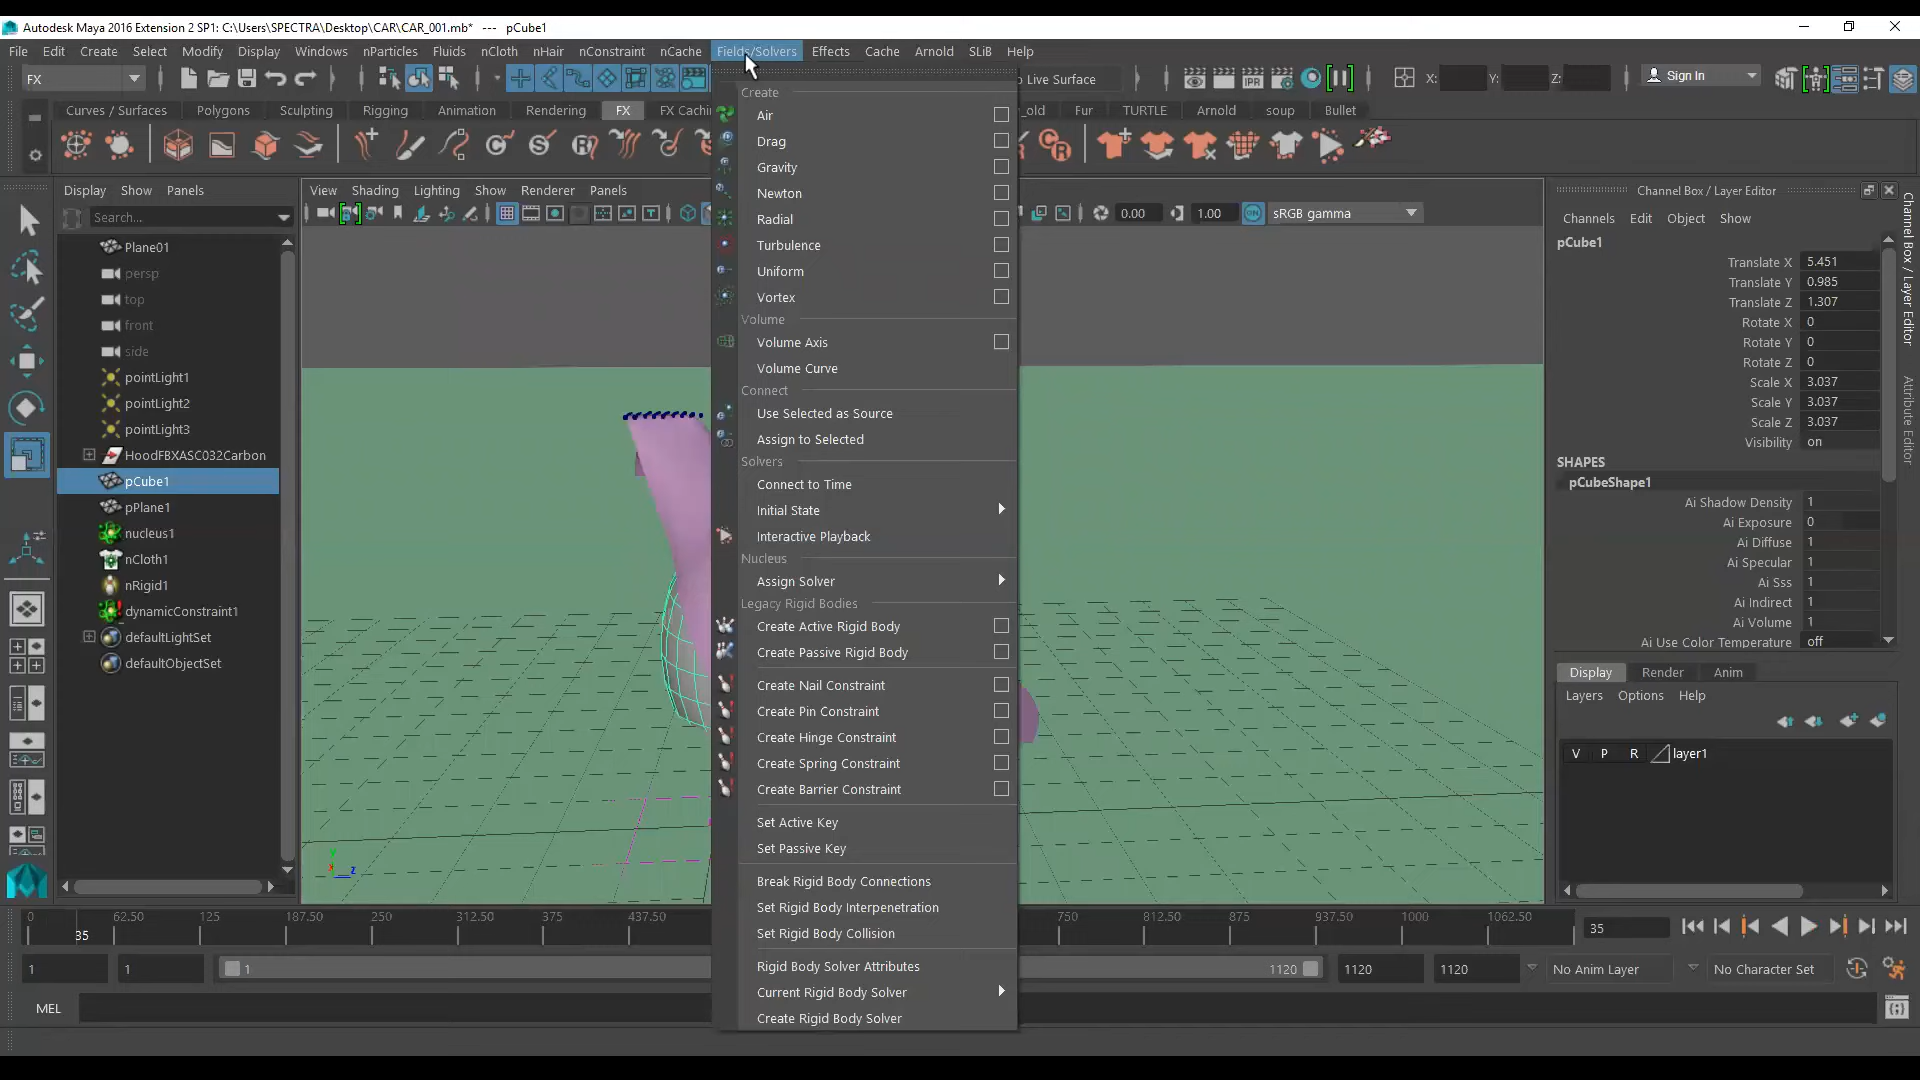 Autodesk Maya 2016 Extension 2 SP1: C:\Users\SPECTRA\Desktop\CAR\CAR_001.mb* --- pCube1
File Edit Create Select Modify Display Windows nParticles Fluids nCloth nHair nConstraint nCache Fields/Solvers Effects Cache Arnold SLiB Help
FX o Live Surface X: Y: Z: Sign In
Curves / Surfaces Polygons Sculpting Rigging Animation Rendering FX FX Cachi _old Fur TURTLE Arnold soup Bullet
Display Show Panels
View Shading Lighting Show Renderer Panels
Search...
0.00 1.00 ON sRGB gamma
Plane01
persp
top
front
side
pointLight1
pointLight2
pointLight3
HoodFBXASC032Carbon
pCube1
pPlane1
nucleus1
nCloth1
nRigid1
dynamicConstraint1
defaultLightSet
defaultObjectSet
Create
Air
Drag
Gravity
Newton
Radial
Turbulence
Uniform
Vortex
Volume
Volume Axis
Volume Curve
Connect
Use Selected as Source
Assign to Selected
Solvers
Connect to Time
Initial State
Interactive Playback
Nucleus
Assign Solver
Legacy Rigid Bodies
Create Active Rigid Body
Create Passive Rigid Body
Create Nail Constraint
Create Pin Constraint
Create Hinge Constraint
Create Spring Constraint
Create Barrier Constraint
Set Active Key
Set Passive Key
Break Rigid Body Connections
Set Rigid Body Interpenetration
Set Rigid Body Collision
Rigid Body Solver Attributes
Current Rigid Body Solver
Create Rigid Body Solver
Channel Box / Layer Editor
Channels Edit Object Show
pCube1
Translate X 5.451
Translate Y 0.985
Translate Z 1.307
Rotate X 0
Rotate Y 0
Rotate Z 0
Scale X 3.037
Scale Y 3.037
Scale Z 3.037
Visibility on
SHAPES
pCubeShape1
Ai Shadow Density 1
Ai Exposure 0
Ai Diffuse 1
Ai Specular 1
Ai Sss 1
Ai Indirect 1
Ai Volume 1
Ai Use Color Temperature off
Display Render Anim
Layers Options Help
V P R layer1
Channel Box / Layer Editor
Attribute Editor
y x z
0 62.50 125 187.50 250 312.50 375 437.50 750 812.50 875 937.50 1000 1062.50
35
35
1 1 1 1120 1120 1120 No Anim Layer No Character Set
MEL